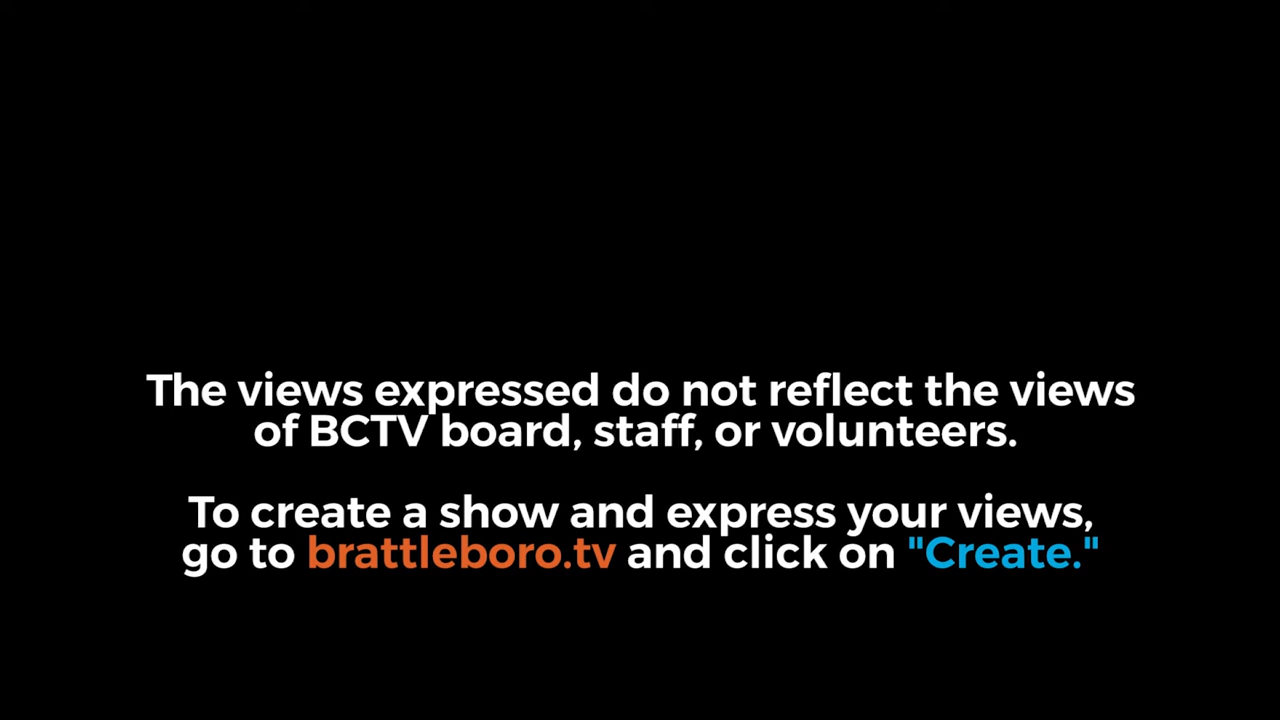 The views expressed do not reflect the views
of BCTV board, staff, or volunteers.
To create a show and express your views,
go to brattleboro.tv and click on "Create."